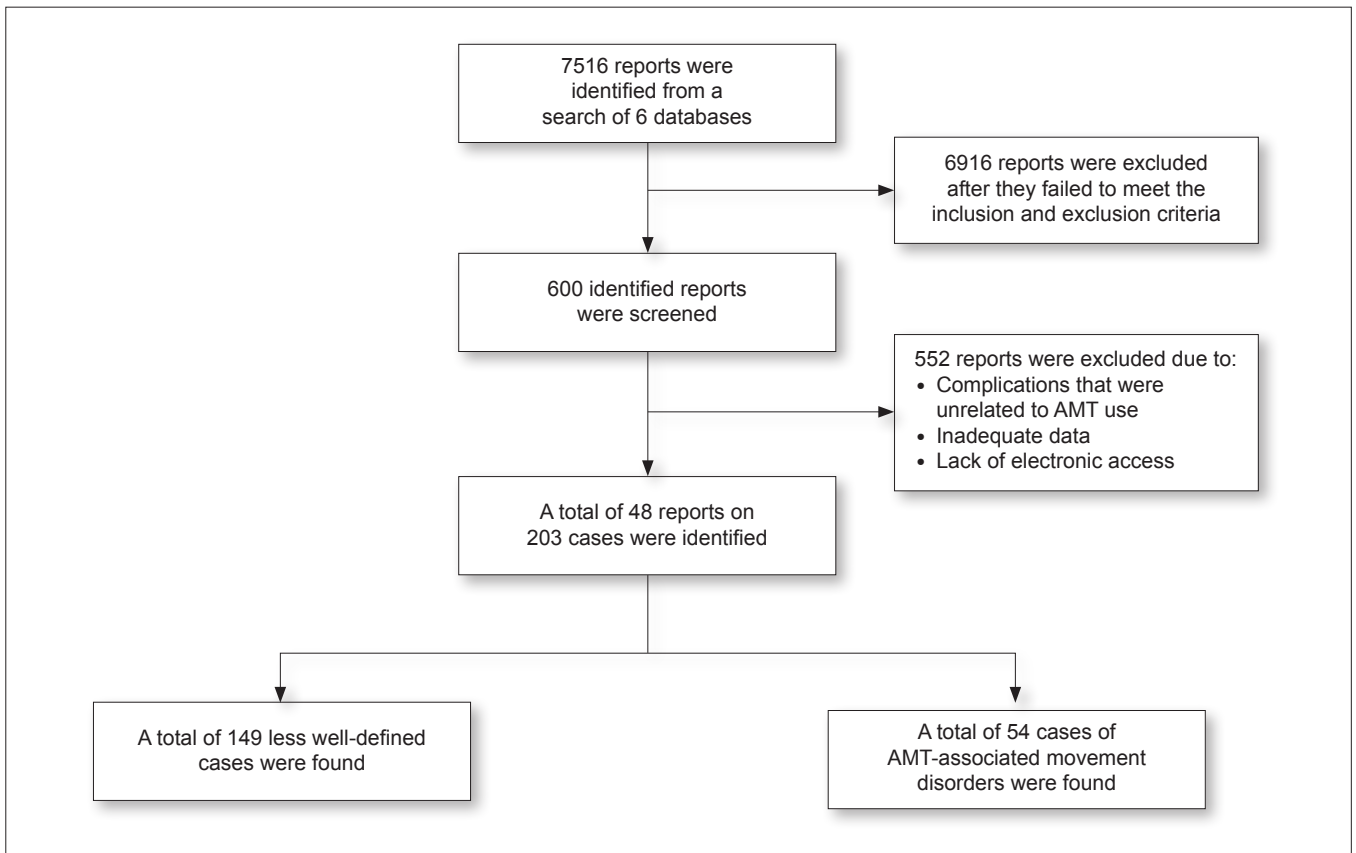 7516 reports were
identified from a
search of 6 databases
6916 reports were excluded
after they failed to meet the
inclusion and exclusion criteria
600 identified reports
were screened
552 reports were excluded due to:
• Complications that were
unrelated to AMT use
• Inadequate data
• Lack of electronic access
A total of 48 reports on
203 cases were identified
A total of 149 less well-defined
cases were found
A total of 54 cases of
AMT-associated movement
disorders were found